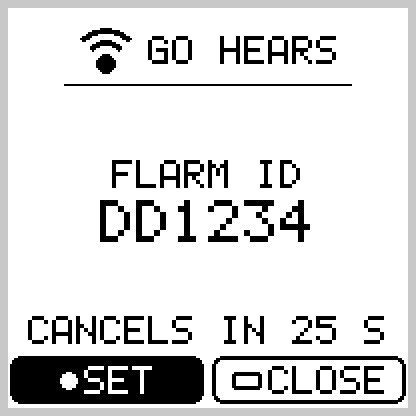 GO HEARS
FLARM ID
DD1234
CANCELS IN 25 S
SET
CLOSE